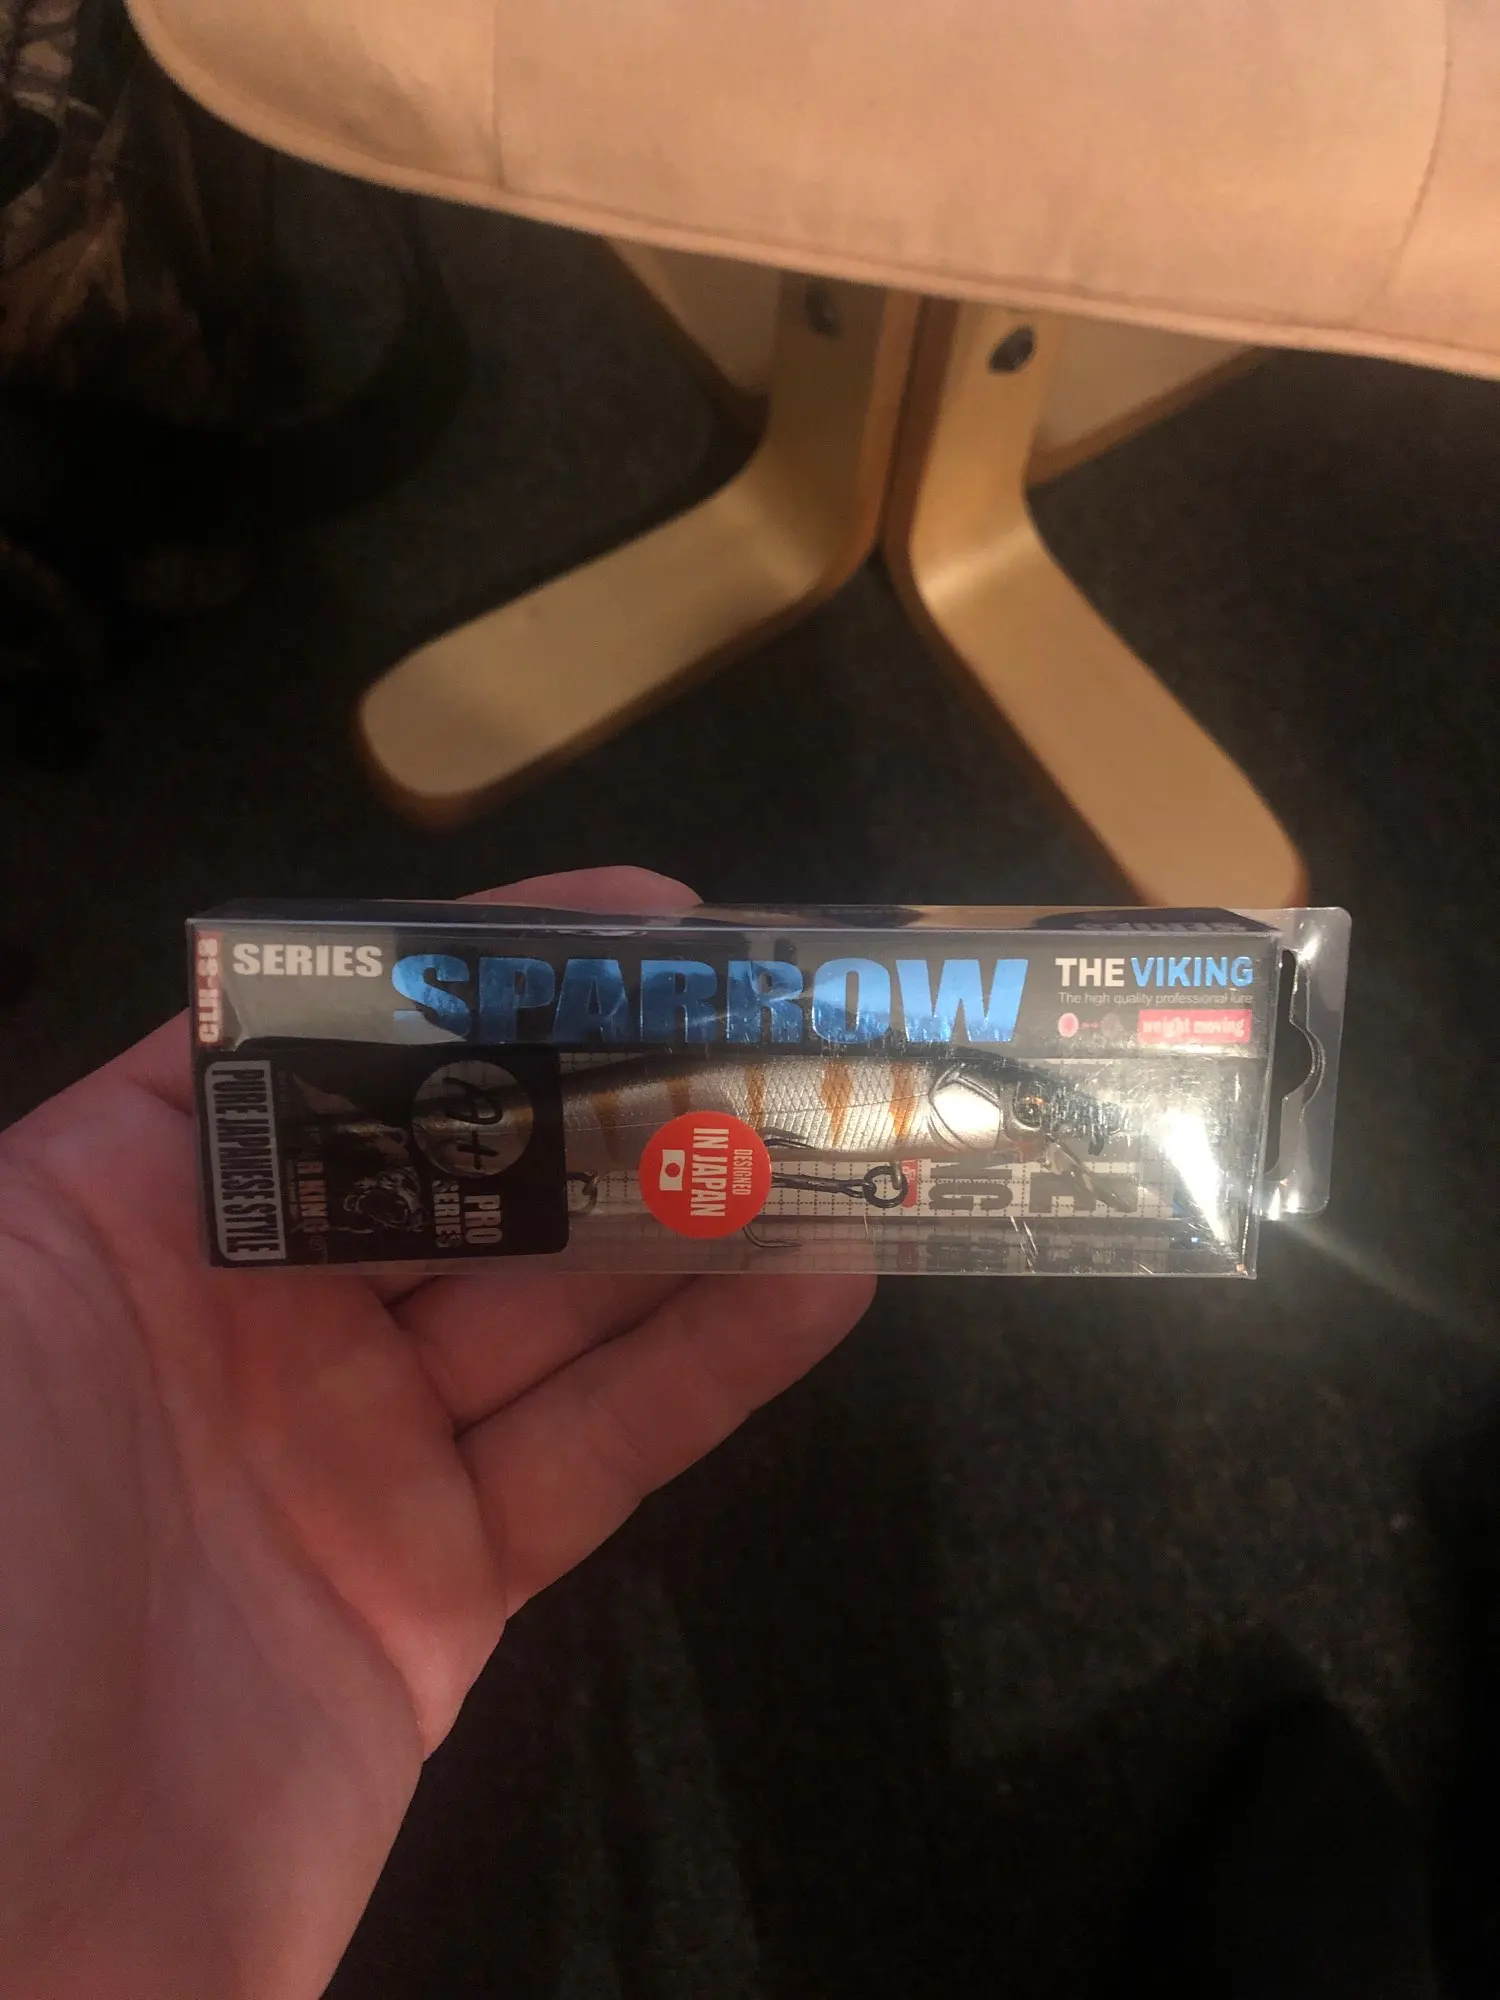 SERIES
SPARROW
THE VIKING
The high quality professional lure
weight moving
PURE JAPANESE STYLE
KING
A+
PRO
SERIES
DESIGNED
IN JAPAN